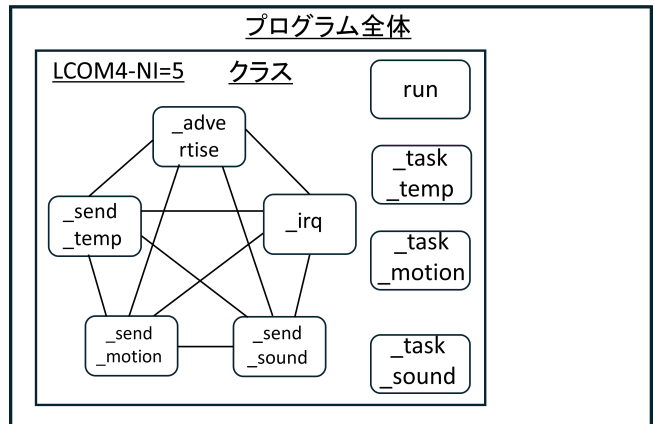 プログラム全体
LCOM4-NI=5
クラス
run
_adve
rtise
_task
_temp
_send
_temp
_irq
_task
_motion
_send
_motion
_send
_sound
_task
_sound